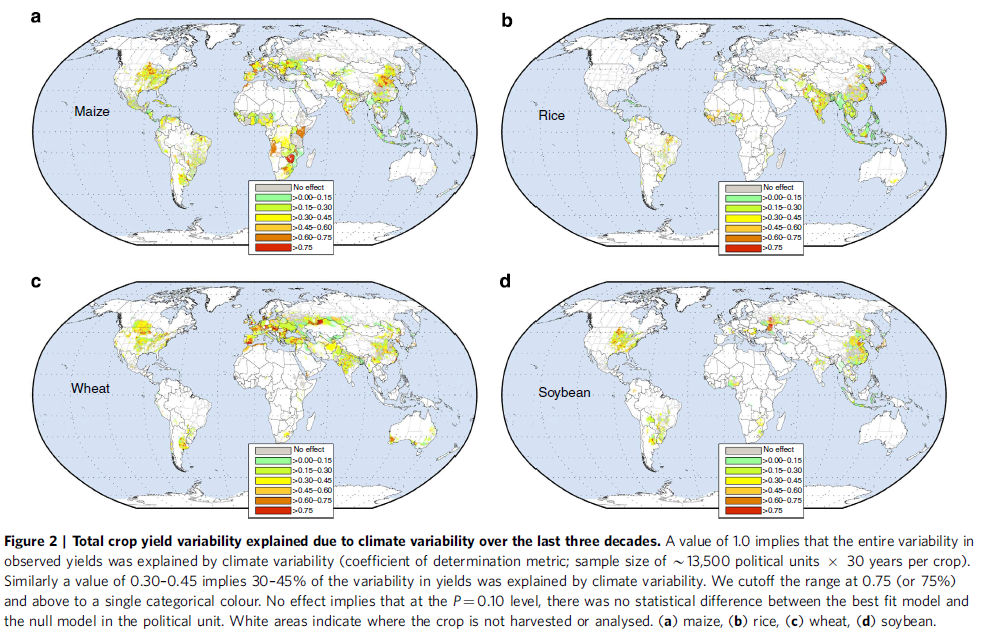 a
b
Maize
Rice
No effect
>0.00–0.15
>0.15–0.30
>0.30–0.45
>0.45–0.60
>0.60–0.75
>0.75
No effect
>0.00–0.15
>0.15–0.30
>0.30–0.45
>0.45–0.60
>0.60–0.75
>0.75
c
d
Wheat
Soybean
No effect
>0.00–0.15
>0.15–0.30
>0.30–0.45
>0.45–0.60
>0.60–0.75
>0.75
No effect
>0.00–0.15
>0.15–0.30
>0.30–0.45
>0.45–0.60
>0.60–0.75
>0.75
Figure 2 | Total crop yield variability explained due to climate variability over the last three decades. A value of 1.0 implies that the entire variability in
observed yields was explained by climate variability (coefficient of determination metric; sample size of ~13,500 political units × 30 years per crop).
Similarly a value of 0.30–0.45 implies 30–45% of the variability in yields was explained by climate variability. We cutoff the range at 0.75 (or 75%)
and above to a single categorical colour. No effect implies that at the P=0.10 level, there was no statistical difference between the best fit model and
the null model in the political unit. White areas indicate where the crop is not harvested or analysed. (a) maize, (b) rice, (c) wheat, (d) soybean.